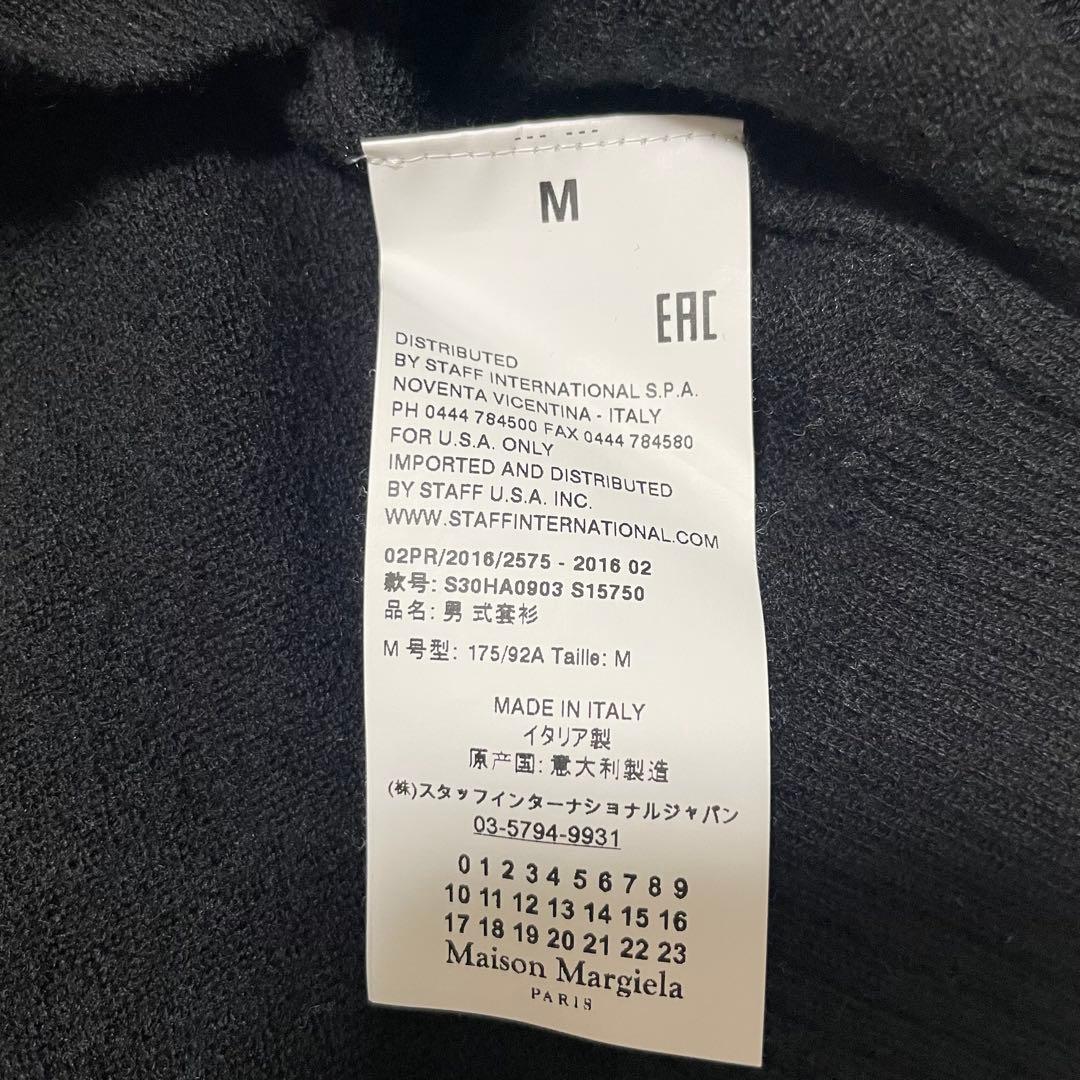 M
EAC
DISTRIBUTED
BY STAFF INTERNATIONAL S.P.A.
NOVENTA VICENTINA - ITALY
PH 0444 784500 FAX 0444 784580
FOR U.S.A. ONLY
IMPORTED AND DISTRIBUTED
BY STAFF U.S.A. INC.
WWW.STAFFINTERNATIONAL.COM
02PR/2016/2575 - 2016 02
款号: S30HA0903 S15750
品名: 男 式套衫
M 号型: 175/92A Taille: M
MADE IN ITALY
イタリア製
原产国: 意大利製造
(株)スタッフインターナショナルジャパン
03-5794-9931
0 1 2 3 4 5 6 7 8 9
10 11 12 13 14 15 16
17 18 19 20 21 22 23
Maison Margiela
PARIS